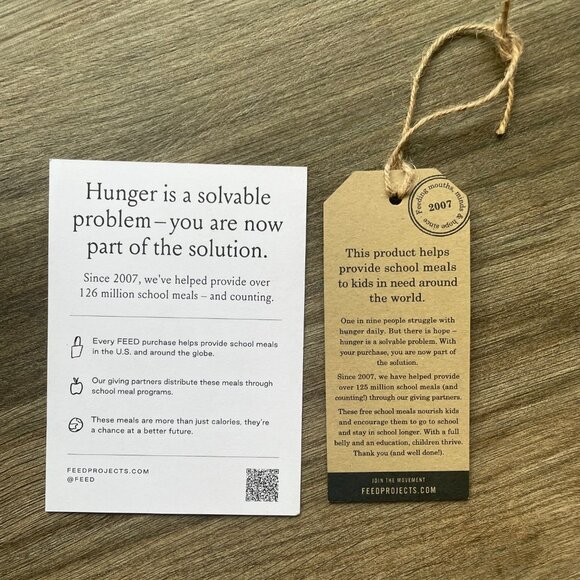 Hunger is a solvable
problem – you are now
part of the solution.
Since 2007, we've helped provide over
126 million school meals – and counting.
Every FEED purchase helps provide school meals
in the U.S. and around the globe.
Our giving partners distribute these meals through
school meal programs.
These meals are more than just calories, they're
a chance at a better future.
FEEDPROJECTS.COM
@FEED
Feeding mouths, minds & hope since
2007
This product helps
provide school meals
to kids in need around
the world.
One in nine people struggle with
hunger daily. But there is hope –
hunger is a solvable problem. With
your purchase, you are now part of
the solution.
Since 2007, we have helped provide
over 125 million school meals (and
counting!) through our giving partners.
These free school meals nourish kids
and encourage them to go to school
and stay in school longer. With a full
belly and an education, children thrive.
Thank you (and well done!).
JOIN THE MOVEMENT
FEEDPROJECTS.COM